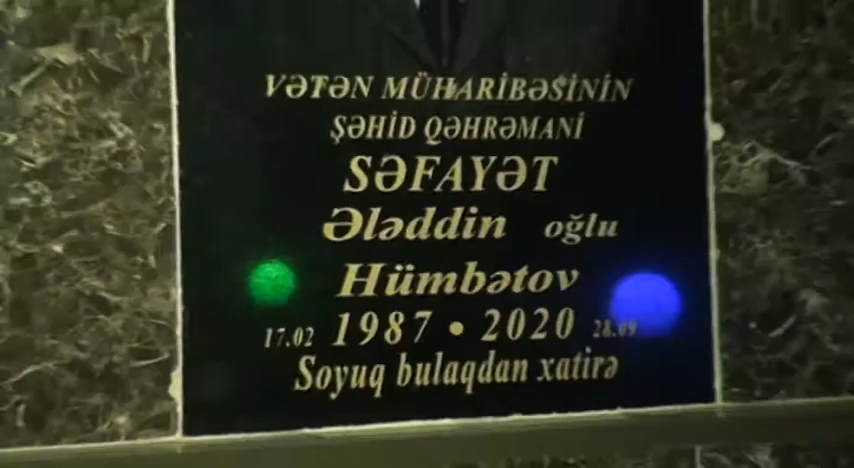 VƏTƏN MÜHARİBƏSİNİN
ŞƏHİD QƏHRƏMANİ
SƏFAYƏT
Ələddin oğlu
Hümbətov
17.02 1987 • 2020 28.09
Soyuq bulaqdan xatirə